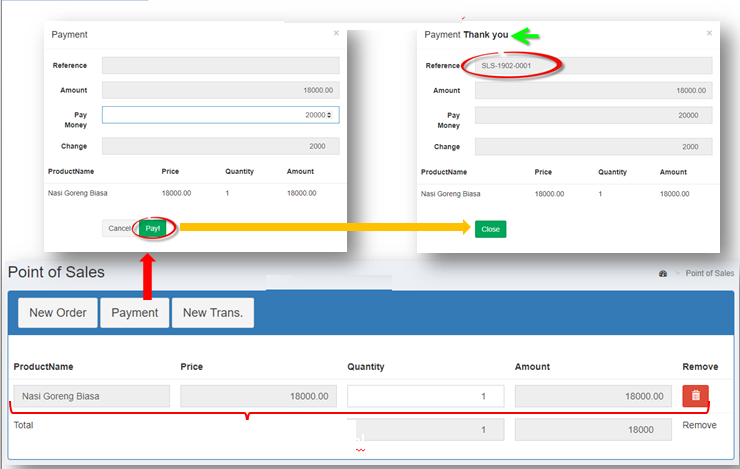 Payment ×
Reference
Amount 18000.00
Pay Money 20000
Change 2000
ProductName Price Quantity Amount
Nasi Goreng Biasa 18000.00 1 18000.00
Cancel Pay!
Payment Thank you ×
Reference SLS-1902-0001
Amount 18000.00
Pay Money 20000
Change 2000
ProductName Price Quantity Amount
Nasi Goreng Biasa 18000.00 1 18000.00
Close
Point of Sales
> Point of Sales
New Order Payment New Trans.
ProductName Price Quantity Amount Remove
Nasi Goreng Biasa 18000.00 1 18000.00
Total 1 18000 Remove